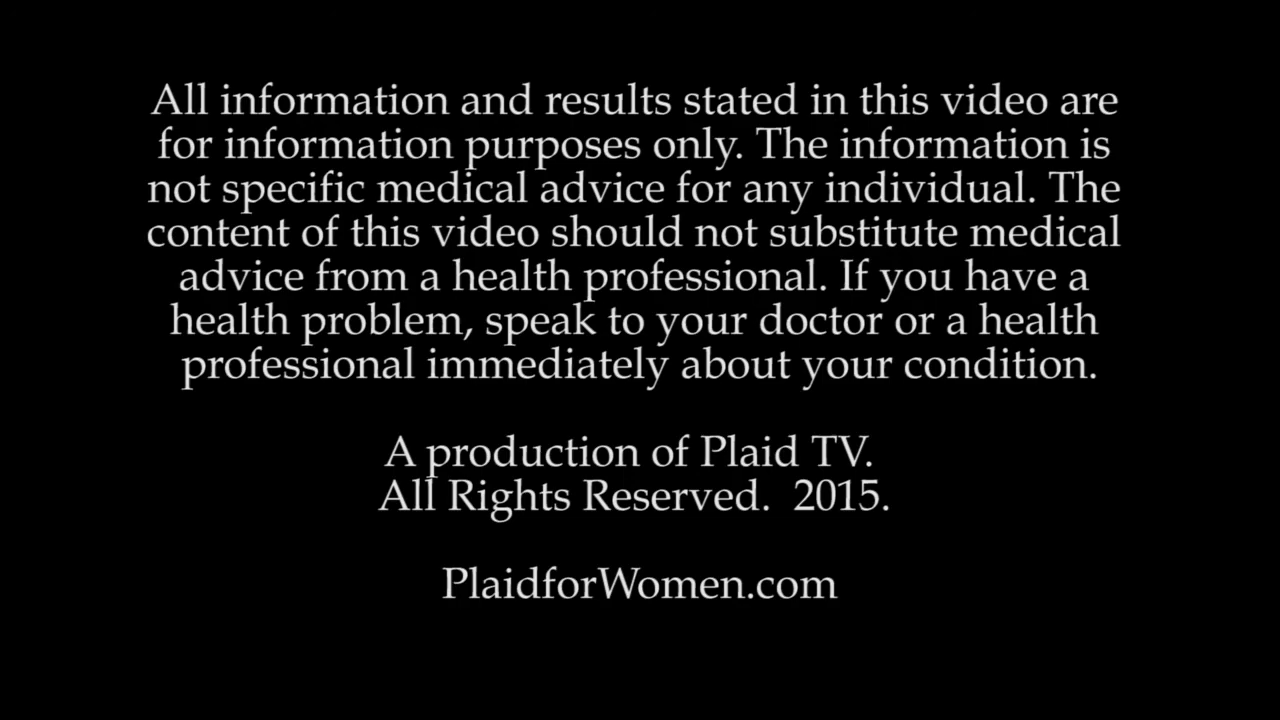 All information and results stated in this video are
for information purposes only. The information is
not specific medical advice for any individual. The
content of this video should not substitute medical
advice from a health professional. If you have a
health problem, speak to your doctor or a health
professional immediately about your condition.
A production of Plaid TV.
All Rights Reserved.  2015.
PlaidforWomen.com